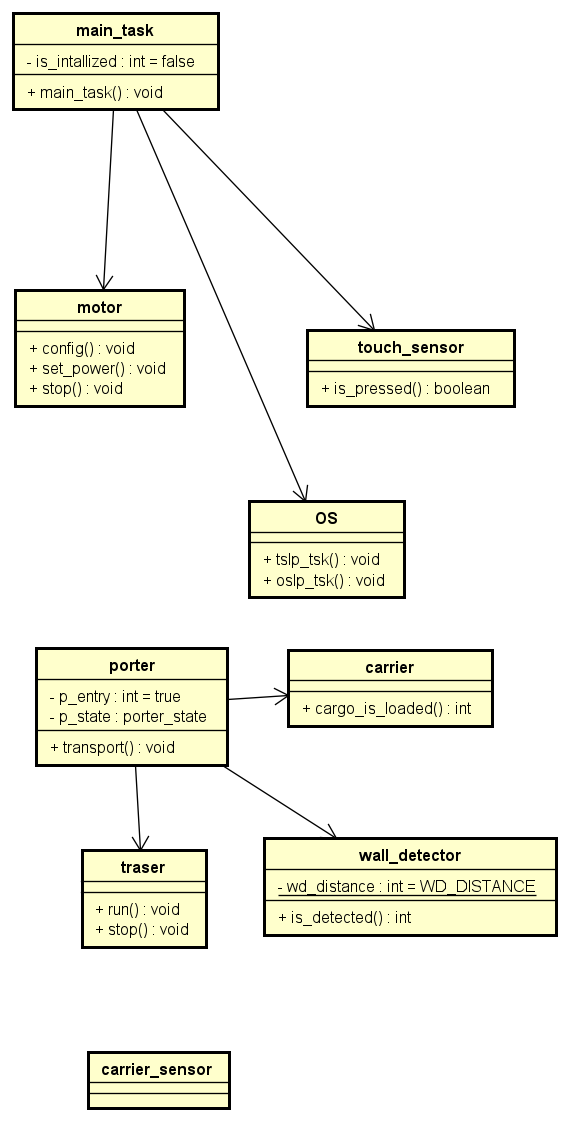 main_task
- is_intallized : int = false
+ main_task() : void
motor
+ config() : void
+ set_power() : void
+ stop() : void
touch_sensor
+ is_pressed() : boolean
OS
+ tslp_tsk() : void
+ oslp_tsk() : void
porter
- p_entry : int = true
- p_state : porter_state
+ transport() : void
carrier
+ cargo_is_loaded() : int
traser
+ run() : void
+ stop() : void
wall_detector
- wd_distance : int = WD_DISTANCE
+ is_detected() : int
carrier_sensor